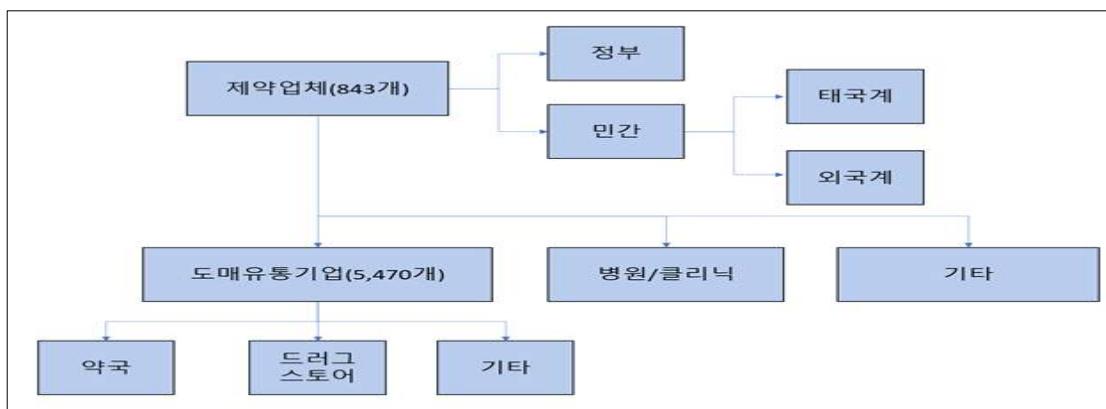 정부
제약업체(843개)
태국계
민간
외국계
도매유통기업(5,470개)
병원/클리닉
기타
약국
드러그
스토어
기타